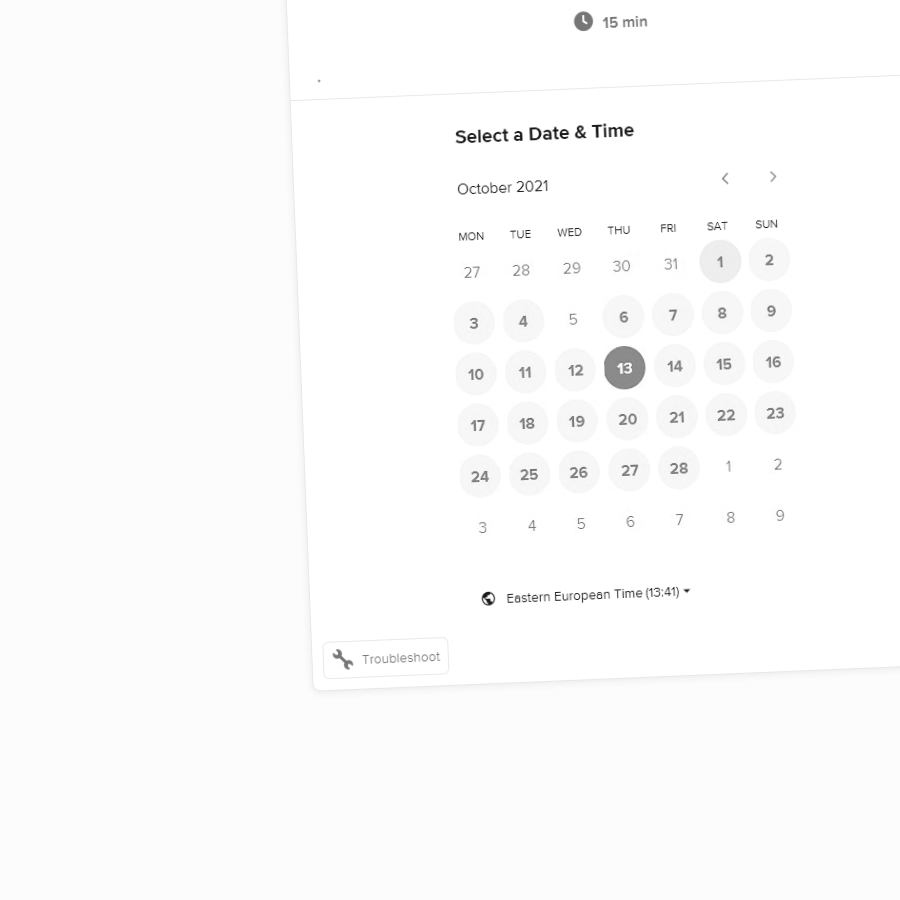 15 min
.
Select a Date & Time
October 2021
MON TUE WED THU FRI SAT SUN
27 28 29 30 31 1 2
3 4 5 6 7 8 9
10 11 12 13 14 15 16
17 18 19 20 21 22 23
24 25 26 27 28 1 2
3 4 5 6 7 8 9
Eastern European Time (13:41)
Troubleshoot